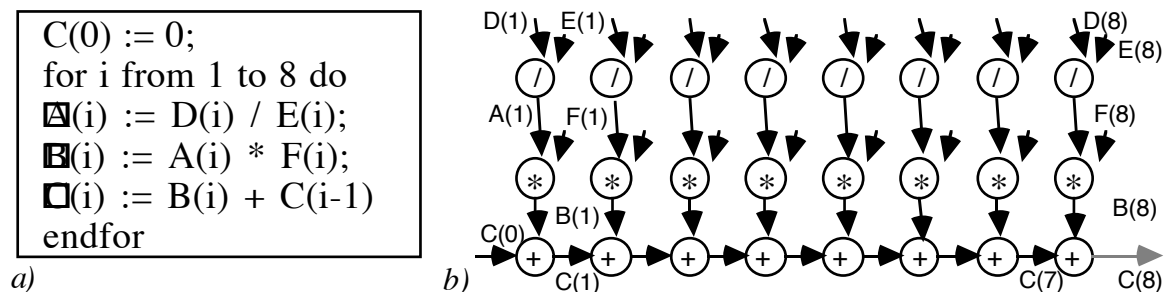 C(0) := 0;
for i from 1 to 8 do
A(i) := D(i) / E(i);
B(i) := A(i) * F(i);
C(i) := B(i) + C(i-1)
endfor
a)
D(1) E(1) D(8)
E(8)
/ / / / / / / /
A(1) F(1) F(8)
* * * * * * * *
B(1) B(8)
C(0)
+ + + + + + + +
b) C(1) C(7) C(8)